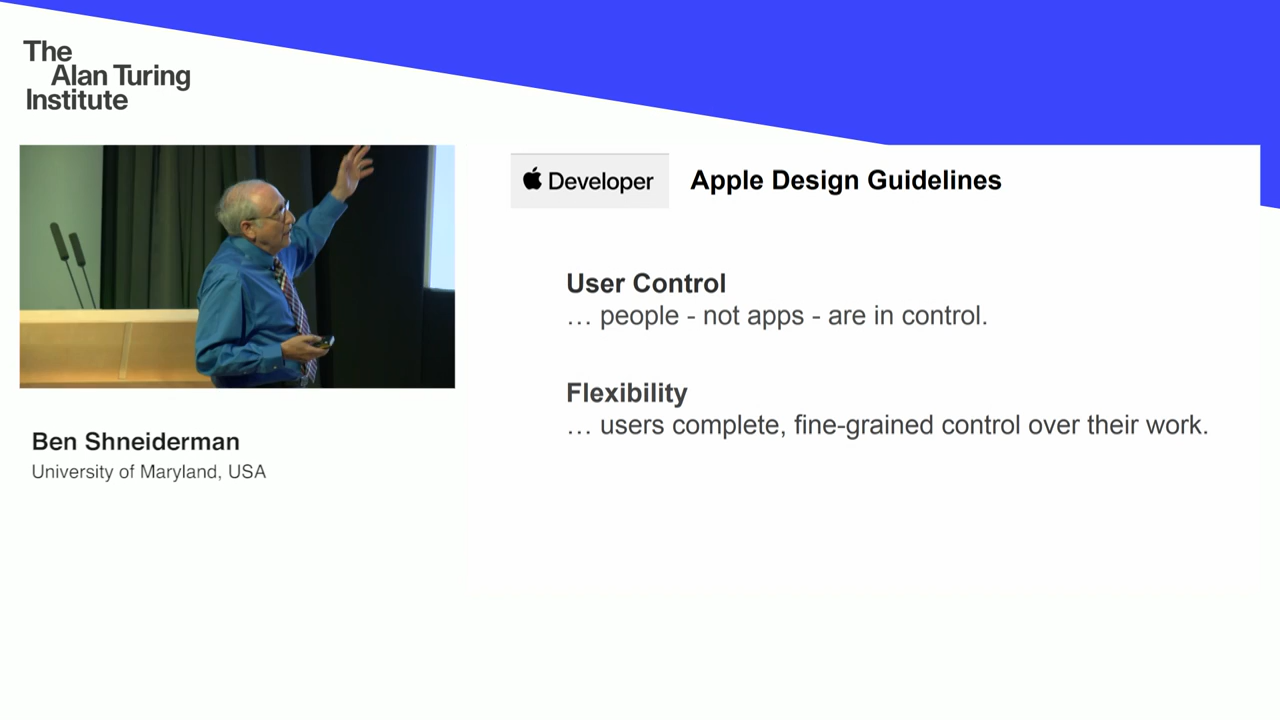 The
Alan Turing
Institute
Developer
Apple Design Guidelines
User Control
… people - not apps - are in control.
Flexibility
… users complete, fine-grained control over their work.
Ben Shneiderman
University of Maryland, USA